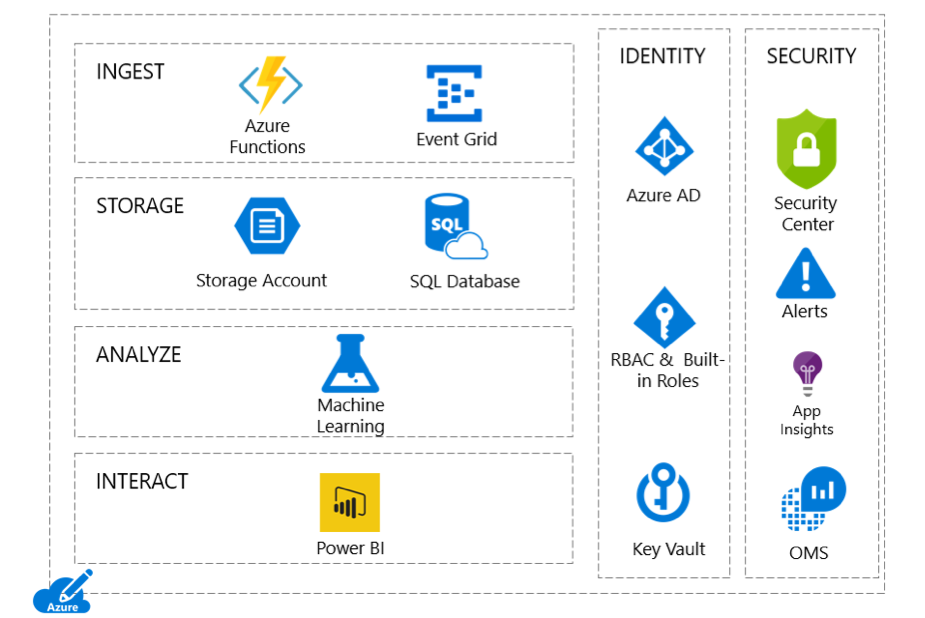 INGEST
Azure
Functions
Event Grid
STORAGE
Storage Account
SQL
SQL Database
ANALYZE
Machine
Learning
INTERACT
Power BI
IDENTITY
Azure AD
RBAC & Built-
in Roles
Key Vault
SECURITY
Security
Center
Alerts
App
Insights
OMS
Azure